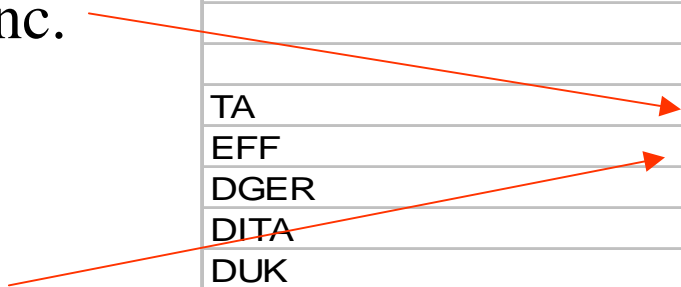 nc.
TA
EFF
DGER
DITA
DUK